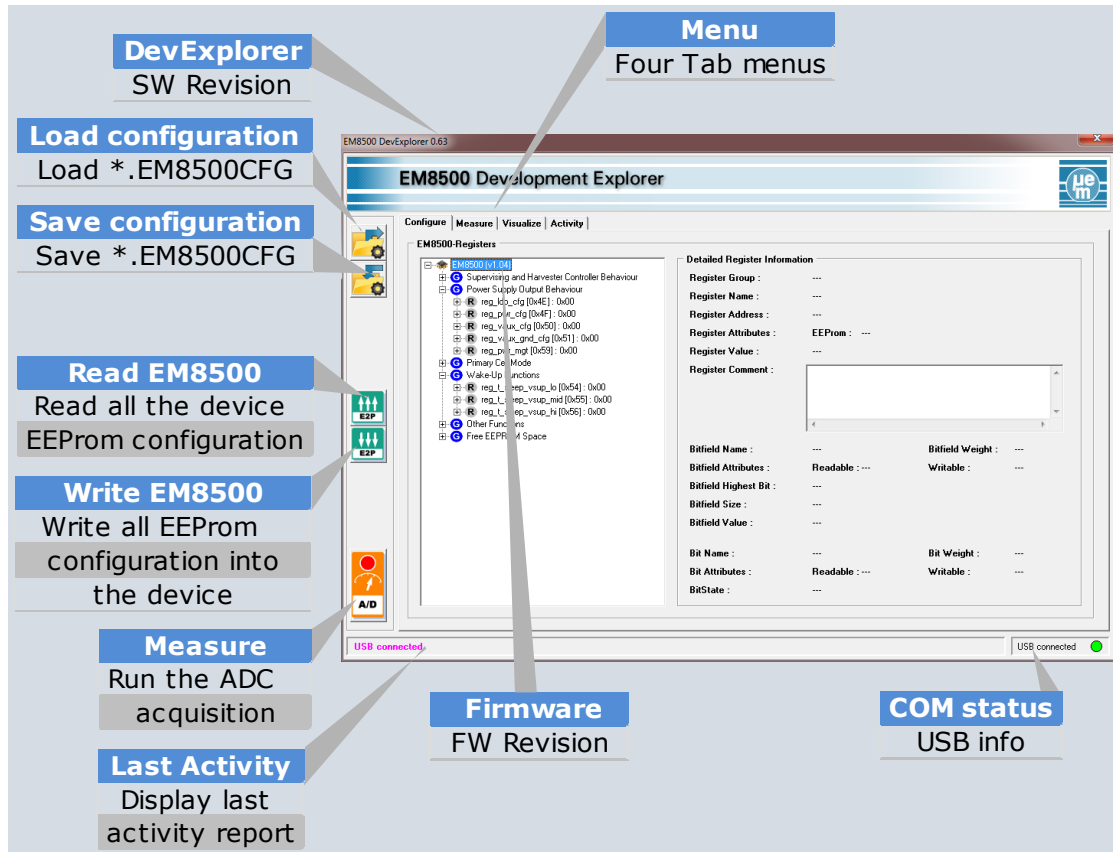 Menu
Four Tab menus
DevExplorer
SW Revision
Load configuration
Load *.EM8500CFG
Save configuration
Save *.EM8500CFG
Read EM8500
Read all the device
EEProm configuration
Write EM8500
Write all EEProm
configuration into
the device
Measure
Run the ADC
acquisition
Last Activity
Display last
activity report
Firmware
FW Revision
COM status
USB info
EM8500 DevExplorer 0.63
EM8500 Development Explorer
μem
Configure | Measure | Visualize | Activity
EM8500-Registers
EM8500 [v1.04]
G Supervising and Harvester Controller Behaviour
G Power Supply Output Behaviour
R reg_ldo_cfg [0x4E] : 0x00
R reg_pwr_cfg [0x4F] : 0x00
R reg_vaux_cfg [0x50] : 0x00
R reg_vaux_gnd_cfg [0x51] : 0x00
R reg_pwr_mgt [0x59] : 0x00
G Primary Cell Mode
G Wake-Up Functions
R reg_t_sleep_vsup_lo [0x54] : 0x00
R reg_t_sleep_vsup_mid [0x55] : 0x00
R reg_t_sleep_vsup_hi [0x56] : 0x00
G Other Functions
G Free EEPROM Space
Detailed Register Information
Register Group : ---
Register Name : ---
Register Address : ---
Register Attributes : EEProm : ---
Register Value : ---
Register Comment :
Bitfield Name : --- Bitfield Weight : ---
Bitfield Attributes : Readable : --- Writable : ---
Bitfield Highest Bit : ---
Bitfield Size : ---
Bitfield Value : ---
Bit Name : --- Bit Weight : ---
Bit Attributes : Readable : --- Writable : ---
BitState : ---
E2P
E2P
A/D
USB connected
USB connected